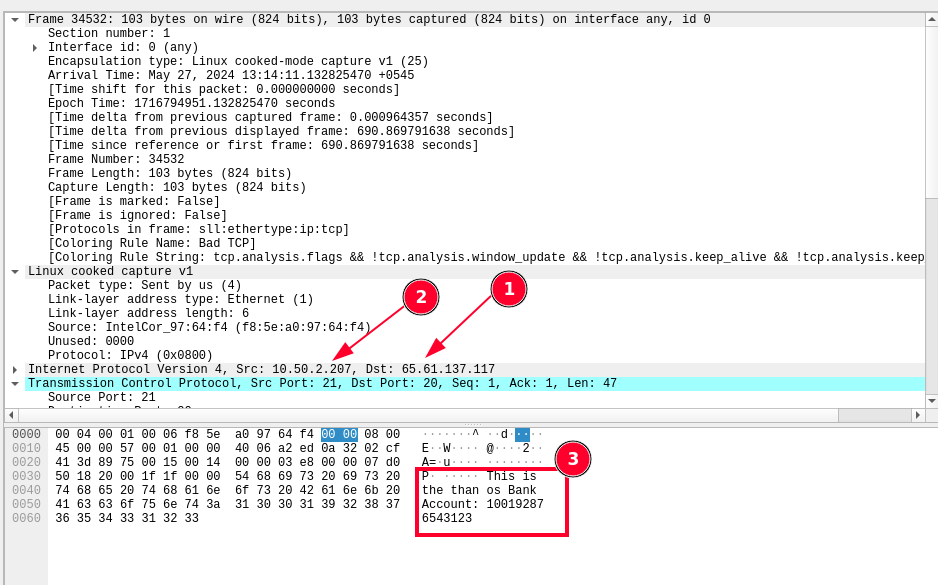 Frame 34532: 103 bytes on wire (824 bits), 103 bytes captured (824 bits) on interface any, id 0
Section number: 1
Interface id: 0 (any)
Encapsulation type: Linux cooked-mode capture v1 (25)
Arrival Time: May 27, 2024 13:14:11.132825470 +0545
[Time shift for this packet: 0.000000000 seconds]
Epoch Time: 1716794951.132825470 seconds
[Time delta from previous captured frame: 0.000964357 seconds]
[Time delta from previous displayed frame: 690.869791638 seconds]
[Time since reference or first frame: 690.869791638 seconds]
Frame Number: 34532
Frame Length: 103 bytes (824 bits)
Capture Length: 103 bytes (824 bits)
[Frame is marked: False]
[Frame is ignored: False]
[Protocols in frame: sll:ethertype:ip:tcp]
[Coloring Rule Name: Bad TCP]
[Coloring Rule String: tcp.analysis.flags && !tcp.analysis.window_update && !tcp.analysis.keep_alive && !tcp.analysis.keep
Linux cooked capture v1
Packet type: Sent by us (4)
Link-layer address type: Ethernet (1)
Link-layer address length: 6
Source: IntelCor_97:64:f4 (f8:5e:a0:97:64:f4)
Unused: 0000
Protocol: IPv4 (0x0800)
2
1
Internet Protocol Version 4, Src: 10.50.2.207, Dst: 65.61.137.117
Transmission Control Protocol, Src Port: 21, Dst Port: 20, Seq: 1, Ack: 1, Len: 47
Source Port: 21
0000 00 04 00 01 00 06 f8 5e a0 97 64 f4 00 00 08 00 ·······^ ··d·····
0010 45 00 00 57 00 01 00 00 40 06 a2 ed 0a 32 02 cf E··W···· @····2··
0020 41 3d 89 75 00 15 00 14 00 00 03 e8 00 00 07 d0 A=·u···· ········
0030 50 18 20 00 1f 1f 00 00 54 68 69 73 20 69 73 20 P· ····· This is
0040 74 68 65 20 74 68 61 6e 6f 73 20 42 61 6e 6b 20 the than os Bank
0050 41 63 63 6f 75 6e 74 3a 31 30 30 31 39 32 38 37 Account: 10019287
0060 36 35 34 33 31 32 33 6543123
3